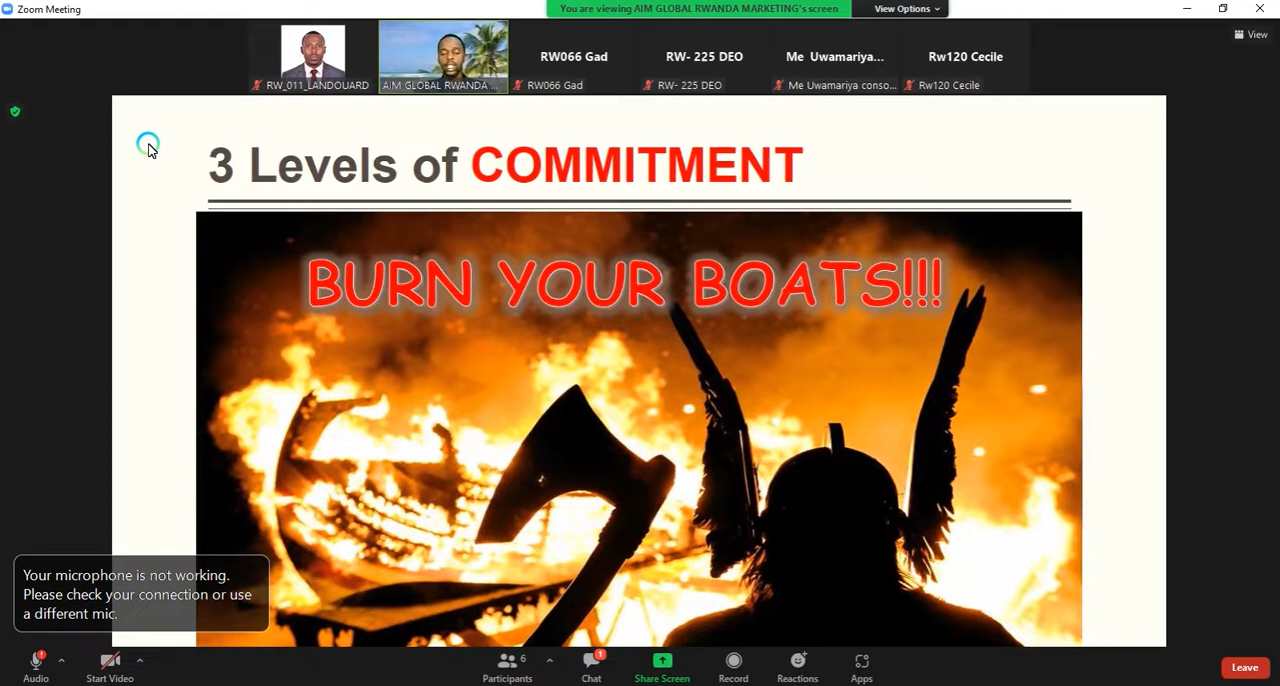 Zoom Meeting
You are viewing AIM GLOBAL RWANDA MARKETING's screen
View Options
View
RW_011_LANDOUARD
AIM GLOBAL RWANDA ...
RW066 Gad
RW066 Gad
RW- 225 DEO
RW- 225 DEO
Me Uwamariya...
Me Uwamariya conso...
Rw120 Cecile
Rw120 Cecile
3 Levels of COMMITMENT
BURN YOUR BOATS!!!
Your microphone is not working.
Please check your connection or use
a different mic.
Audio
Start Video
6
Participants
1
Chat
Share Screen
Record
Reactions
Apps
Leave